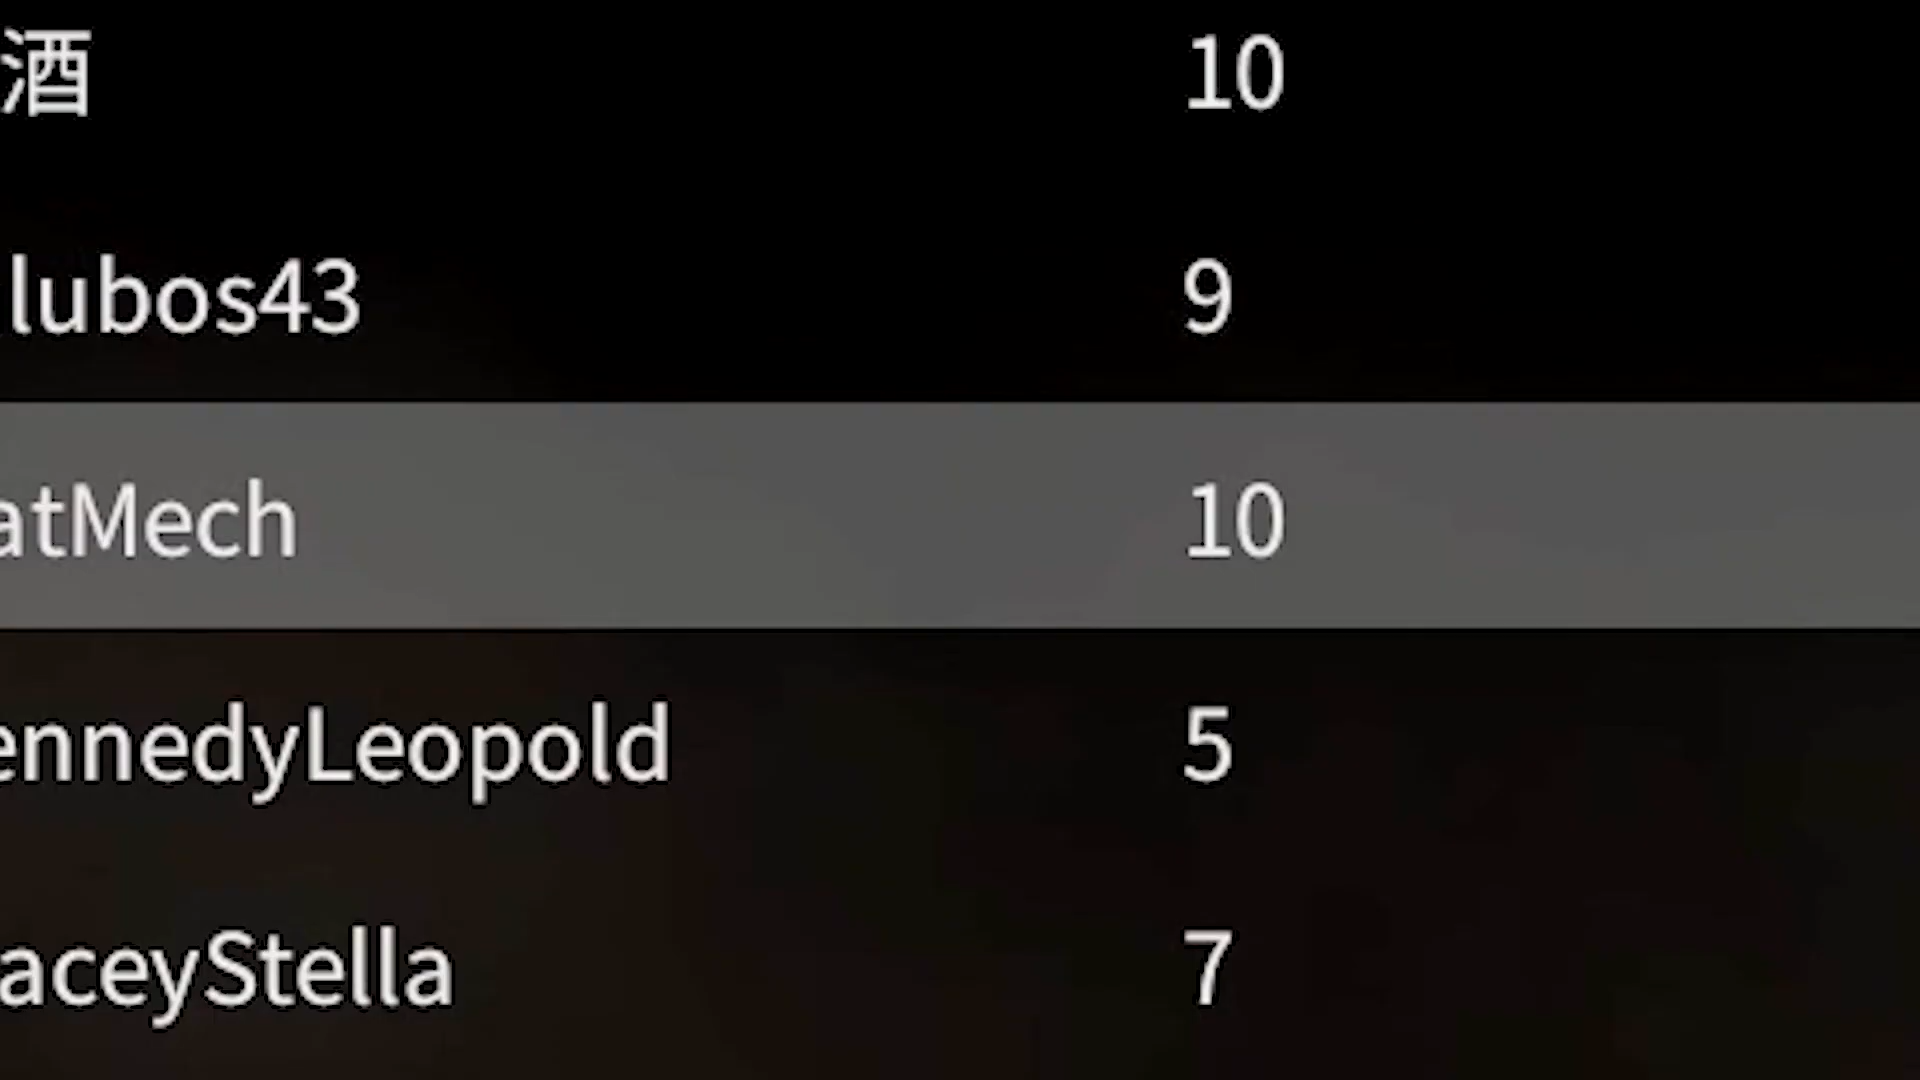 酒 10
lubos43 9
atMech 10
ennedyLeopold 5
aceyStella 7